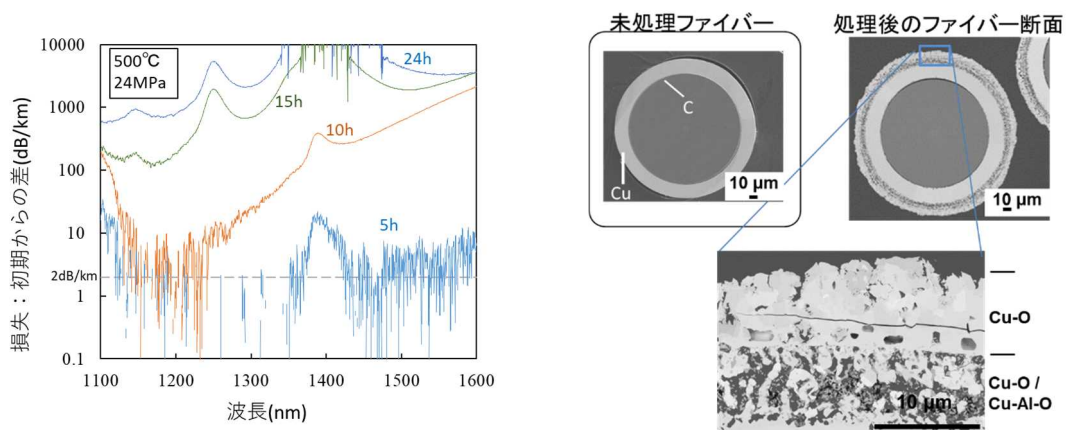 500℃
24MPa
24h
15h
10h
5h
10000
1000
100
10
2dB/km
1
0.1
1100
1200
1300
1400
1500
1600
波長(nm)
損失：初期からの差(dB/km)
未処理ファイバー
C
Cu
10 μm
処理後のファイバー断面
10 μm
Cu-O
Cu-O /
Cu-Al-O
10 μm